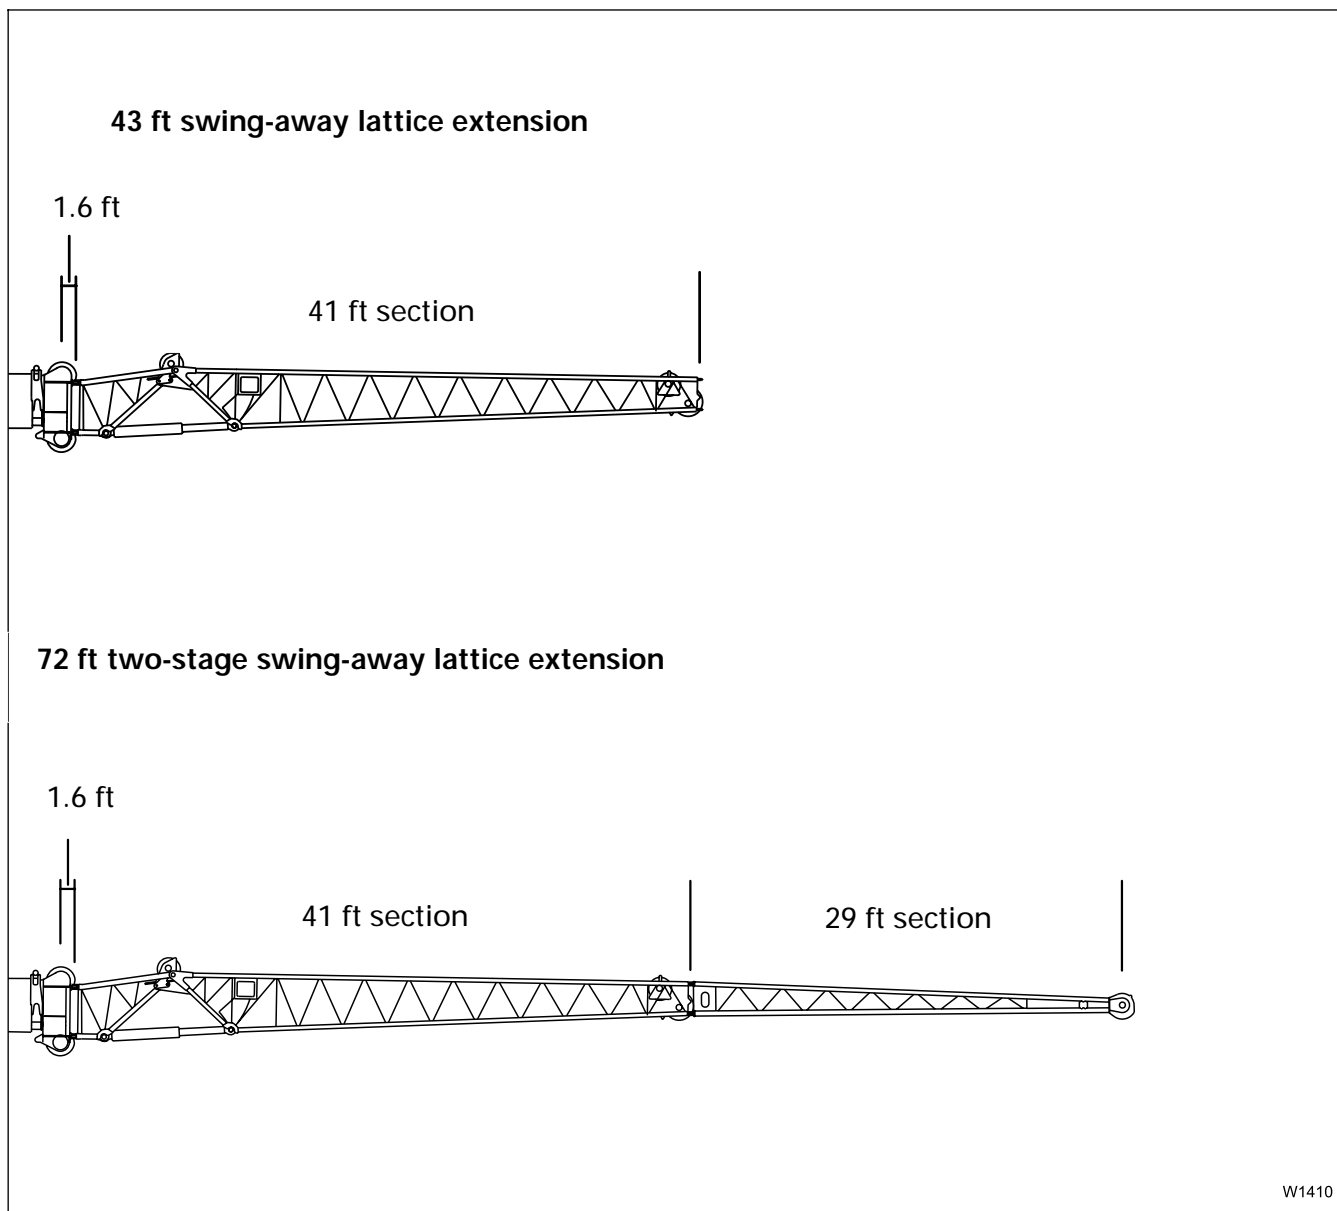 43 ft swing-away lattice extension
1.6 ft
41 ft section
72 ft two-stage swing-away lattice extension
1.6 ft
41 ft section
29 ft section
W1410